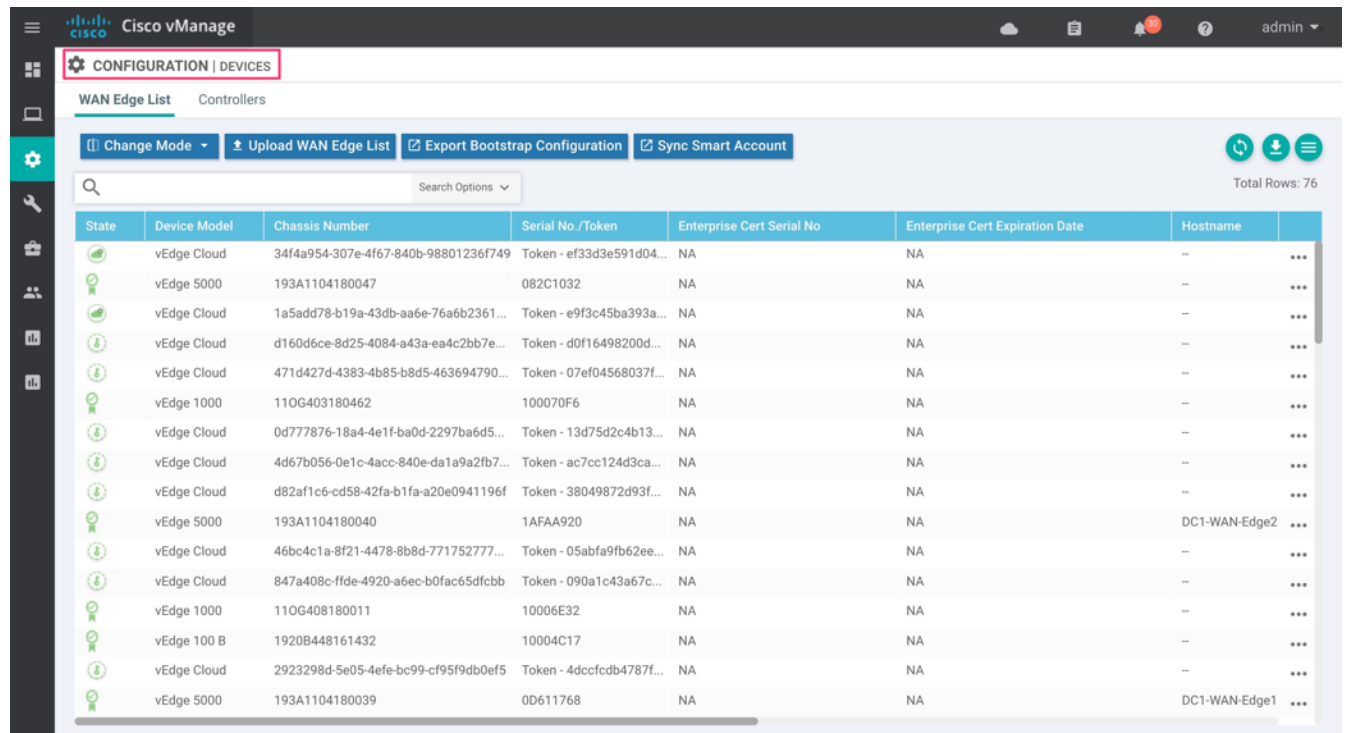 cisco Cisco vManage 30 admin
CONFIGURATION | DEVICES
WAN Edge List Controllers
Change Mode Upload WAN Edge List Export Bootstrap Configuration Sync Smart Account
Search Options Total Rows: 76
State Device Model Chassis Number Serial No./Token Enterprise Cert Serial No Enterprise Cert Expiration Date Hostname
vEdge Cloud 34f4a954-307e-4f67-840b-98801236f749 Token - ef33d3e591d04... NA NA -- ...
vEdge 5000 193A1104180047 082C1032 NA NA -- ...
vEdge Cloud 1a5add78-b19a-43db-aa6e-76a6b2361... Token - e9f3c45ba393a... NA NA -- ...
vEdge Cloud d160d6ce-8d25-4084-a43a-ea4c2bb7e... Token - d0f16498200d... NA NA -- ...
vEdge Cloud 471d427d-4383-4b85-b8d5-463694790... Token - 07ef04568037f... NA NA -- ...
vEdge 1000 110G403180462 100070F6 NA NA -- ...
vEdge Cloud 0d777876-18a4-4e1f-ba0d-2297ba6d5... Token - 13d75d2c4b13... NA NA -- ...
vEdge Cloud 4d67b056-0e1c-4acc-840e-da1a9a2fb7... Token - ac7cc124d3ca... NA NA -- ...
vEdge Cloud d82af1c6-cd58-42fa-b1fa-a20e0941196f Token - 38049872d93f... NA NA -- ...
vEdge 5000 193A1104180040 1AFAA920 NA NA DC1-WAN-Edge2 ...
vEdge Cloud 46bc4c1a-8f21-4478-8b8d-771752777... Token - 05abfa9fb62ee... NA NA -- ...
vEdge Cloud 847a408c-ffde-4920-a6ec-b0fac65dfcbb Token - 090a1c43a67c... NA NA -- ...
vEdge 1000 110G408180011 10006E32 NA NA -- ...
vEdge 100 B 1920B448161432 10004C17 NA NA -- ...
vEdge Cloud 2923298d-5e05-4efe-bc99-cf95f9db0ef5 Token - 4dccfcdb4787f... NA NA -- ...
vEdge 5000 193A1104180039 0D611768 NA NA DC1-WAN-Edge1 ...